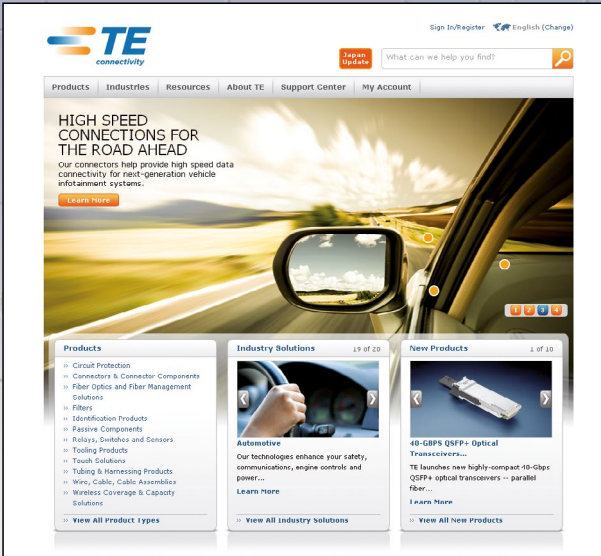 TE
connectivity
Sign In/Register English (Change)
Japan
Update
What can we help you find?
Products Industries Resources About TE Support Center My Account
HIGH SPEED
CONNECTIONS FOR
THE ROAD AHEAD
Our connectors help provide high speed data
connectivity for next-generation vehicle
infotainment systems.
Learn More
1 2 3 4
Products
» Circuit Protection
» Connectors & Connector Components
» Fiber Optics and Fiber Management
Solutions
» Filters
» Identification Products
» Passive Components
» Relays, Switches and Sensors
» Tooling Products
» Touch Solutions
» Tubing & Harnessing Products
» Wire, Cable, Cable Assemblies
» Wireless Coverage & Capacity
Solutions
» View All Product Types
Industry Solutions 19 of 20
Automotive
Our technologies enhance your safety,
communications, engine controls and
power...
Learn More
» View All Industry Solutions
New Products 1 of 10
40-GBPS QSFP+ Optical
Transceivers...
TE launches new highly-compact 40-Gbps
QSFP+ optical transceivers -- parallel
fiber...
Learn More
» View All New Products